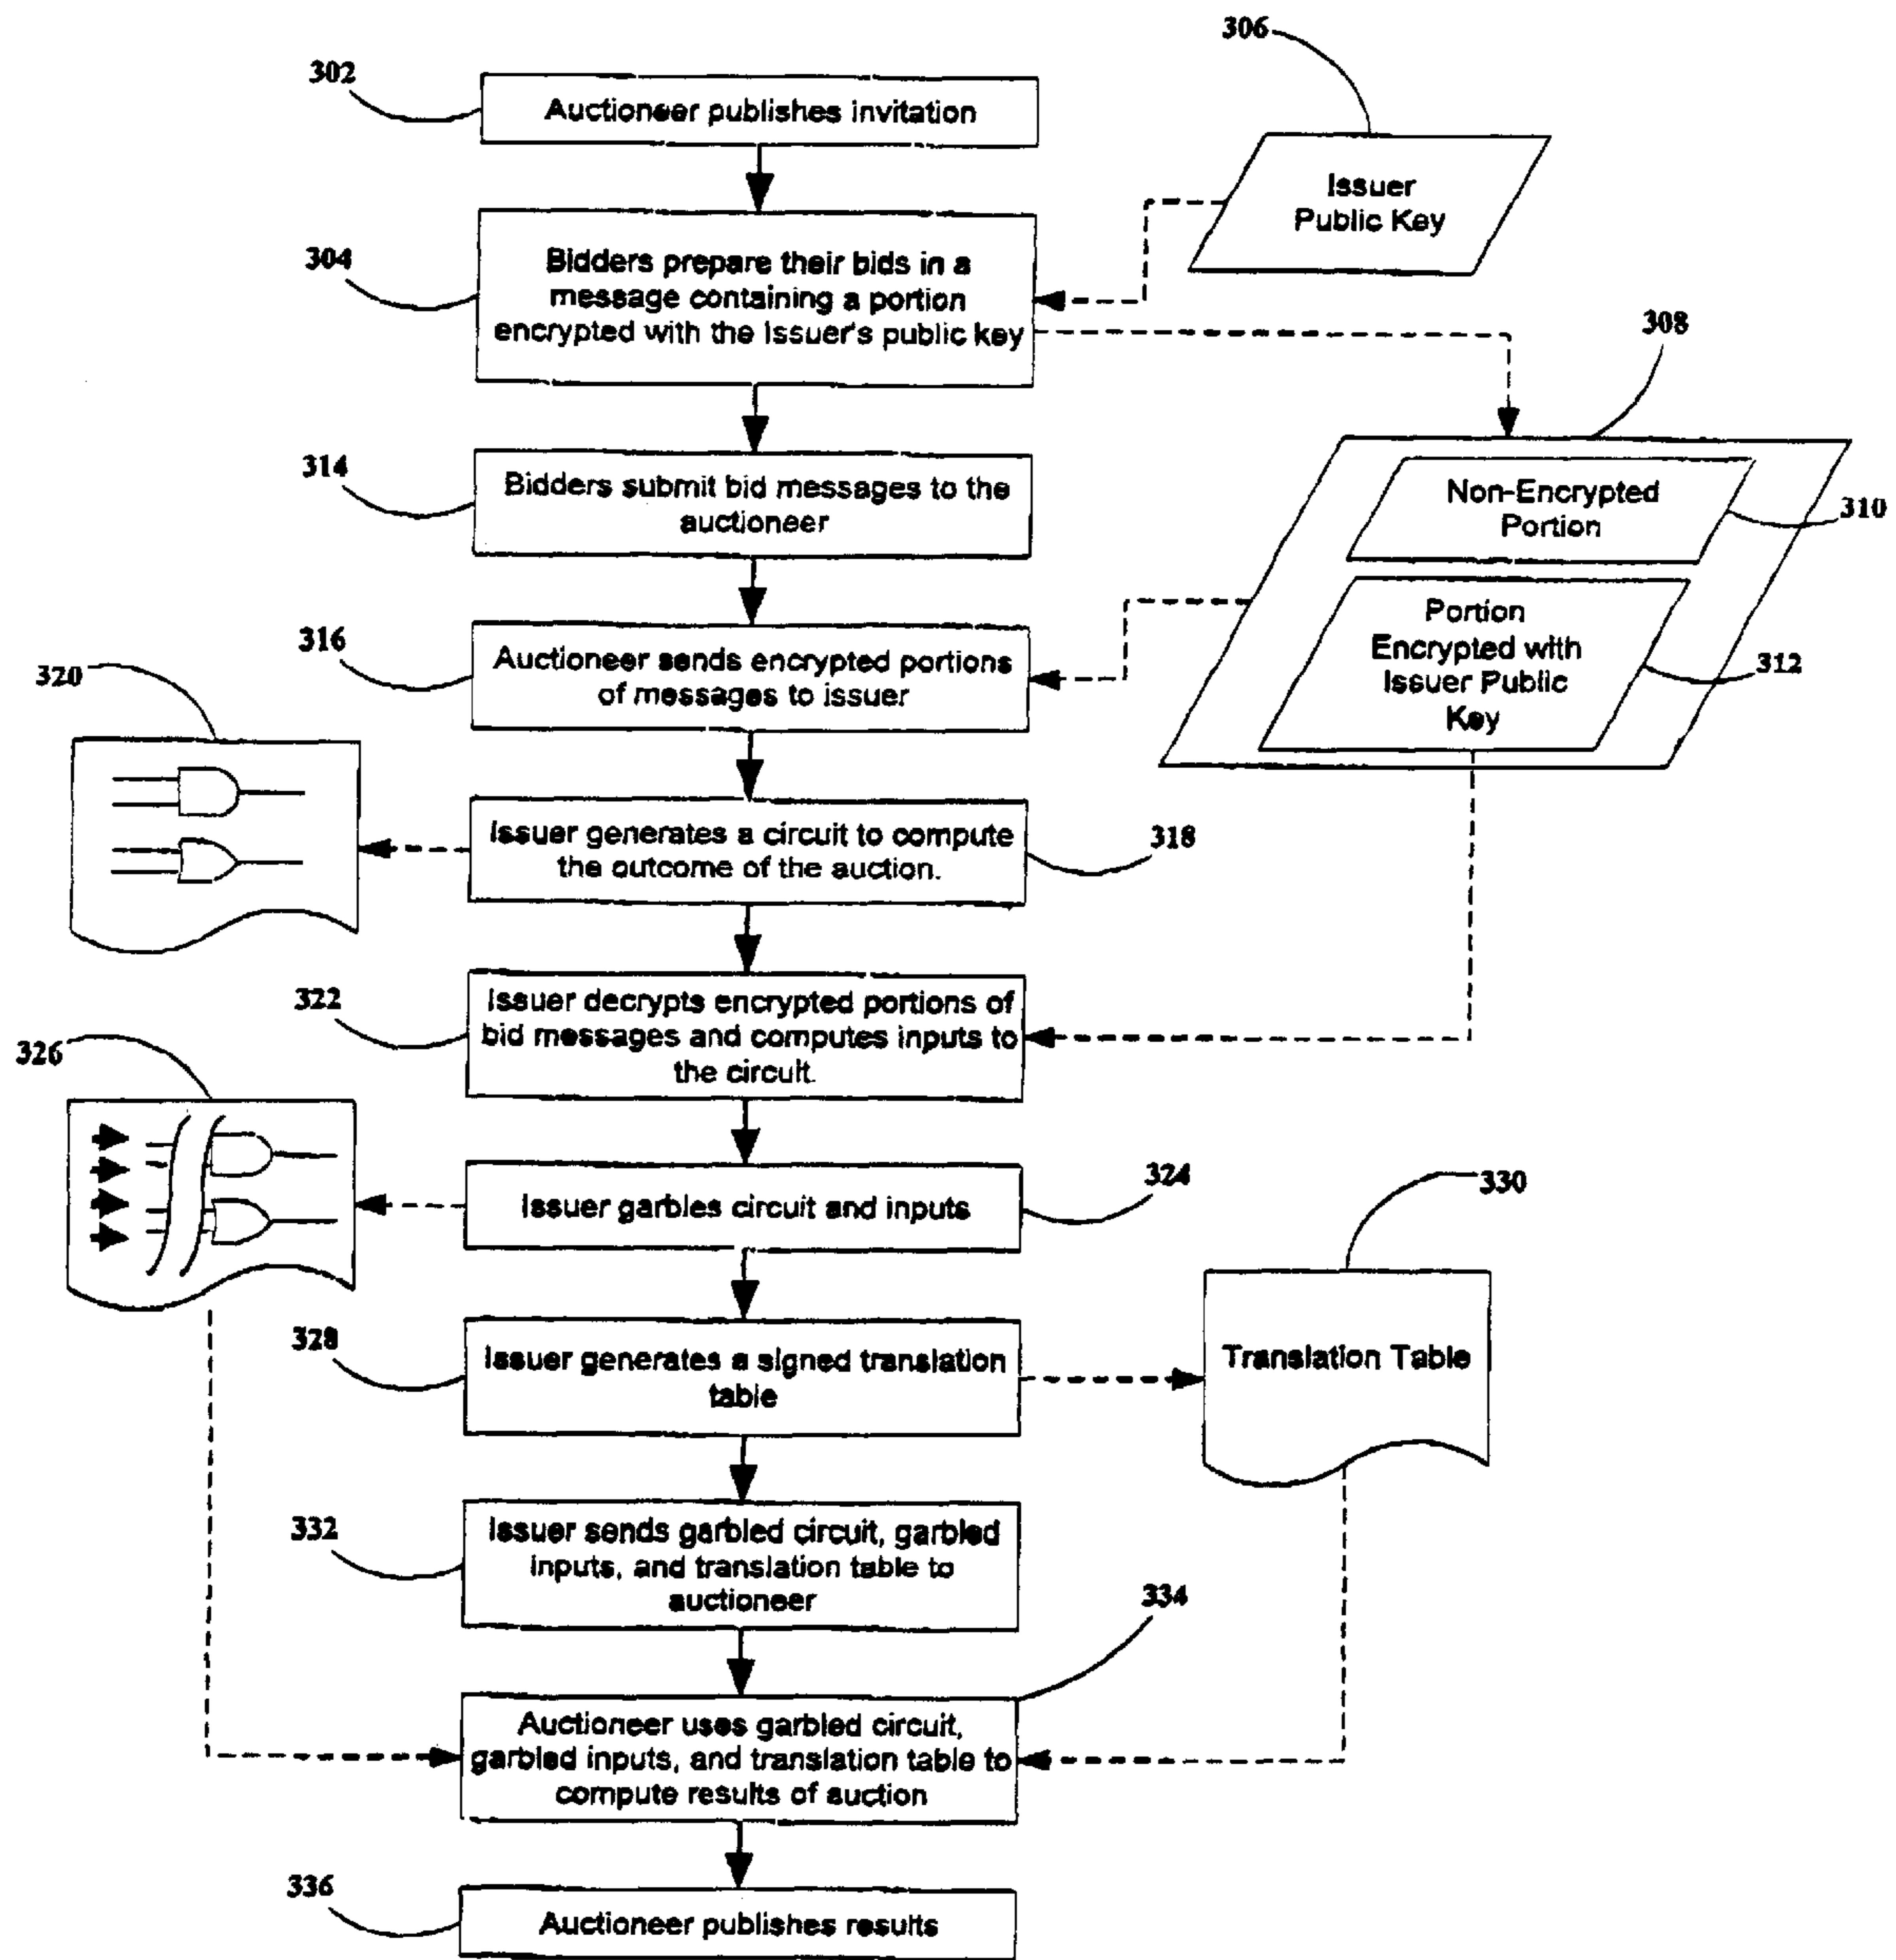 306
302
Auctioneer publishes invitation
Issuer
Public Key
304
Bidders prepare their bids in a
message containing a portion
encrypted with the issuer's public key
308
314
Bidders submit bid messages to the
auctioneer
Non-Encrypted
Portion
310
Portion
Encrypted with
Issuer Public
Key
312
316
Auctioneer sends encrypted portions
of messages to issuer
320
Issuer generates a circuit to compute
the outcome of the auction.
318
322
Issuer decrypts encrypted portions of
bid messages and computes inputs to
the circuit.
326
Issuer garbles circuit and inputs
324
330
328
Issuer generates a signed translation
table
Translation Table
332
Issuer sends garbled circuit, garbled
inputs, and translation table to
auctioneer
334
Auctioneer uses garbled circuit,
garbled inputs, and translation table to
compute results of auction
336
Auctioneer publishes results